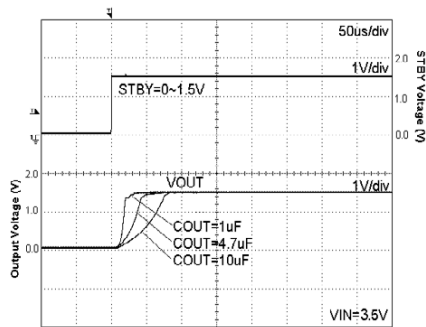 50us/div
1V/div
STBY=0~1.5V
2.0
1.0
0.0
STBY Voltage (V)
2.0
1.0
0.0
Output Voltage (V)
VOUT
1V/div
COUT=1uF
COUT=4.7uF
COUT=10uF
VIN=3.5V